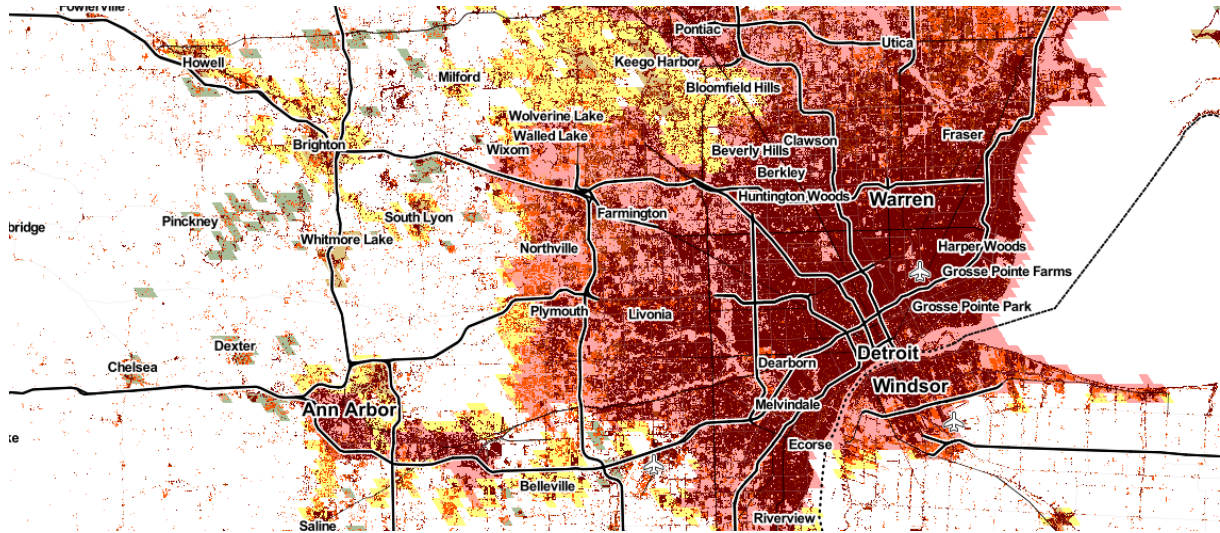 Fowlerville
Pontiac
Utica
Howell
Keego Harbor
Milford
Bloomfield Hills
Wolverine Lake
Walled Lake
Fraser
Clawson
Brighton
Wixom
Beverly Hills
Berkley
Huntington Woods
Warren
Pinckney
South Lyon
Farmington
bridge
Whitmore Lake
Northville
Harper Woods
Grosse Pointe Farms
Plymouth
Livonia
Grosse Pointe Park
Dexter
Detroit
Chelsea
Dearborn
Windsor
Ann Arbor
Melvindale
ke
Ecorse
Belleville
Saline
Riverview